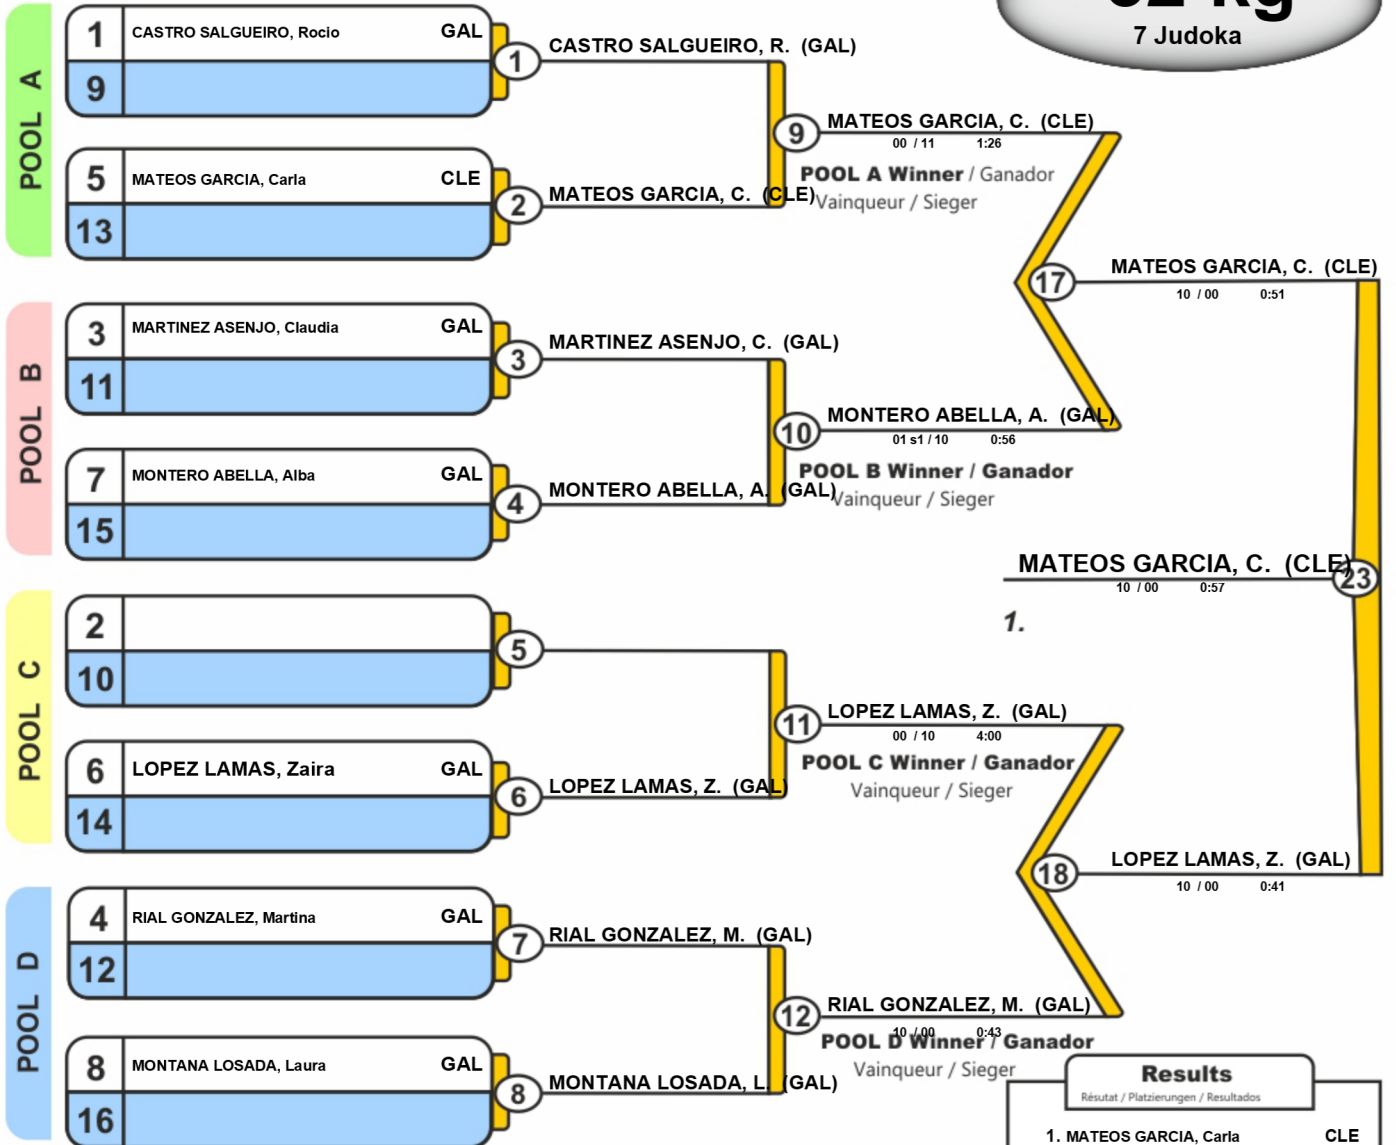 7 Judoka
POOL A
1 CASTRO SALGUEIRO, Rocio GAL
9
1
CASTRO SALGUEIRO, R. (GAL)
5 MATEOS GARCIA, Carla CLE
13
2
MATEOS GARCIA, C. (CLE)
9
MATEOS GARCIA, C. (CLE)
00 / 11 1:26
POOL A Winner / Ganador
Vainqueur / Sieger
17
MATEOS GARCIA, C. (CLE)
10 / 00 0:51
POOL B
3 MARTINEZ ASENJO, Claudia GAL
11
3
MARTINEZ ASENJO, C. (GAL)
7 MONTERO ABELLA, Alba GAL
15
4
MONTERO ABELLA, A. (GAL)
10
MONTERO ABELLA, A. (GAL)
01 s1 / 10 0:56
POOL B Winner / Ganador
Vainqueur / Sieger
MATEOS GARCIA, C. (CLE)
23
10 / 00 0:57
1.
POOL C
2
10
5
6 LOPEZ LAMAS, Zaira GAL
14
6
LOPEZ LAMAS, Z. (GAL)
11
LOPEZ LAMAS, Z. (GAL)
00 / 10 4:00
POOL C Winner / Ganador
Vainqueur / Sieger
18
LOPEZ LAMAS, Z. (GAL)
10 / 00 0:41
POOL D
4 RIAL GONZALEZ, Martina GAL
12
7
RIAL GONZALEZ, M. (GAL)
8 MONTANA LOSADA, Laura GAL
16
8
MONTANA LOSADA, L. (GAL)
12
RIAL GONZALEZ, M. (GAL)
10 / 00 0:43
POOL D Winner / Ganador
Vainqueur / Sieger
Results
Résutat / Platzierungen / Resultados
1. MATEOS GARCIA, Carla CLE